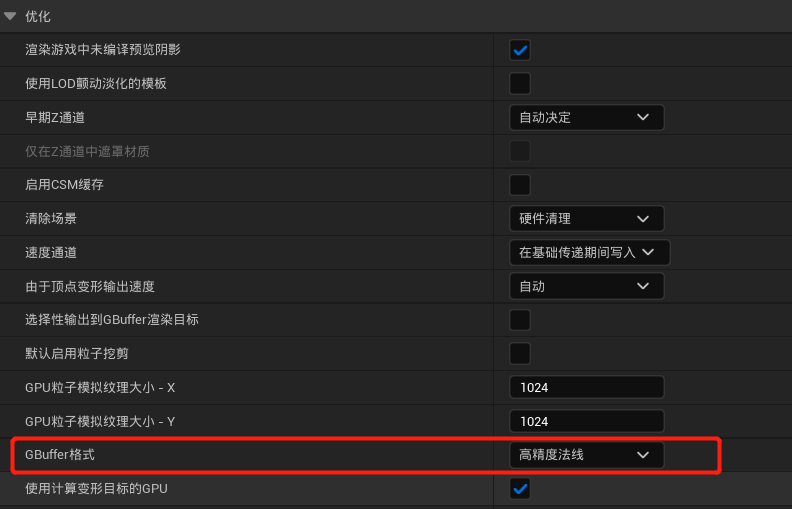 优化
渲染游戏中未编译预览阴影
使用LOD颤动淡化的模板
早期Z通道 自动决定
仅在Z通道中遮罩材质
启用CSM缓存
清除场景 硬件清理
速度通道 在基础传递期间写入
由于顶点变形输出速度 自动
选择性输出到GBuffer渲染目标
默认启用粒子挖剪
GPU粒子模拟纹理大小 - X 1024
GPU粒子模拟纹理大小 - Y 1024
GBuffer格式 高精度法线
使用计算变形目标的GPU